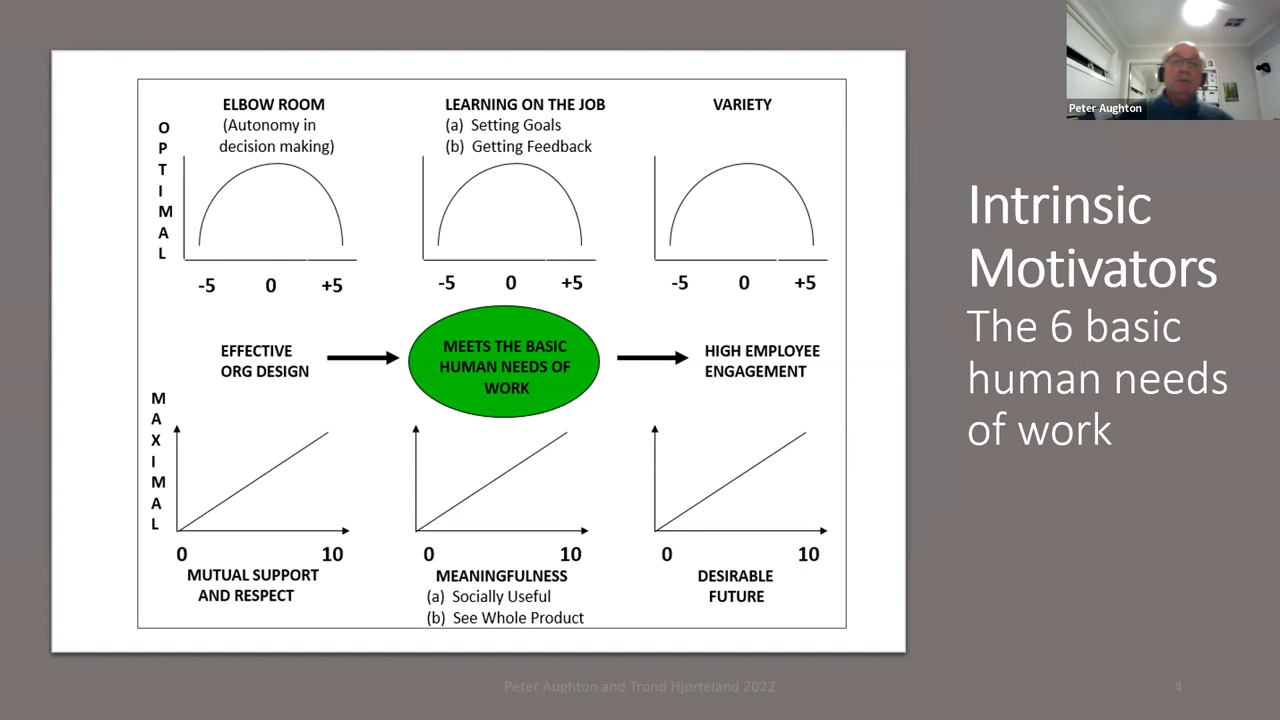 ELBOW ROOM
(Autonomy in
decision making)
LEARNING ON THE JOB
(a) Setting Goals
(b) Getting Feedback
VARIETY
OPTIMAL
-5 0 +5
-5 0 +5
-5 0 +5
EFFECTIVE
ORG DESIGN
MEETS THE BASIC
HUMAN NEEDS OF
WORK
HIGH EMPLOYEE
ENGAGEMENT
MAXIMAL
0 10
0 10
0 10
MUTUAL SUPPORT
AND RESPECT
MEANINGFULNESS
(a) Socially Useful
(b) See Whole Product
DESIRABLE
FUTURE
Peter Aughton
Intrinsic
Motivators
The 6 basic
human needs
of work
Peter Aughton and Trond Hjorteland 2022
4